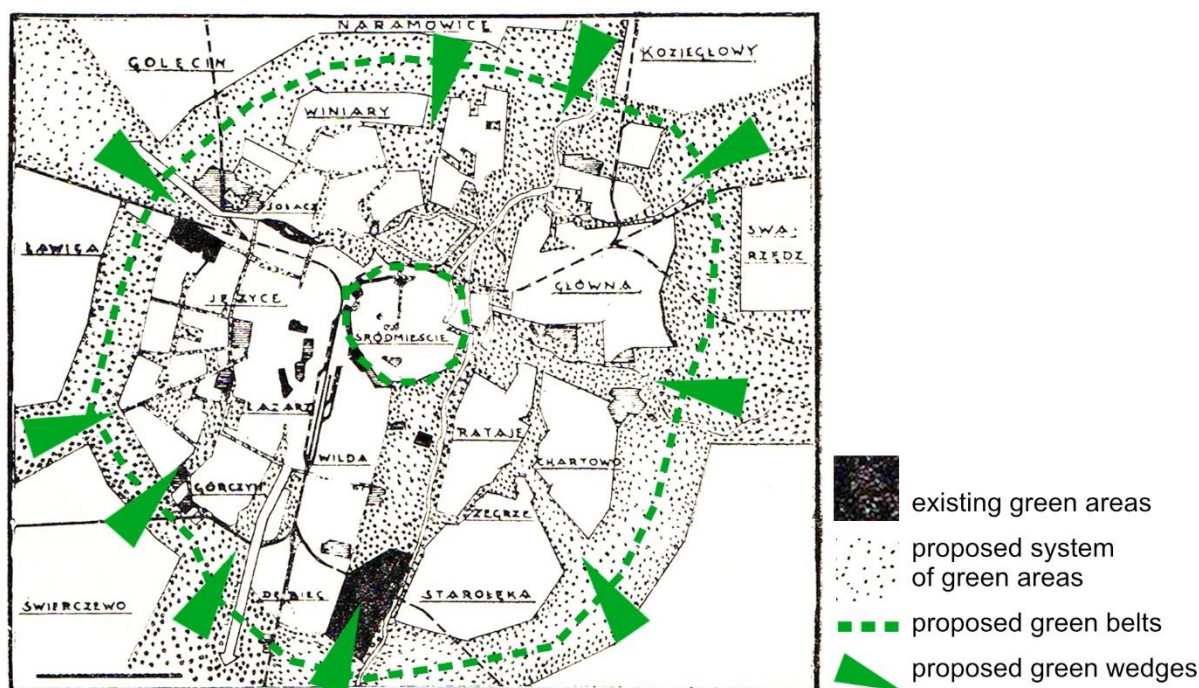 NARAMOWICE
KOZIEGŁOWY
GOLĘCIN
WINIARY
SOŁACZ
ŁAWICA
SWA-
RZĘDZ
JEŻYCE
GŁÓWNA
ŚRÓDMIEŚCIE
ŁAZARZ
RATAJE
WILDA
CHARTOWO
GÓRCZYN
ŻEGRZE
DĘBIEC
STAROŁĘKA
ŚWIERCZEWO
existing green areas
proposed system
of green areas
proposed green belts
proposed green wedges